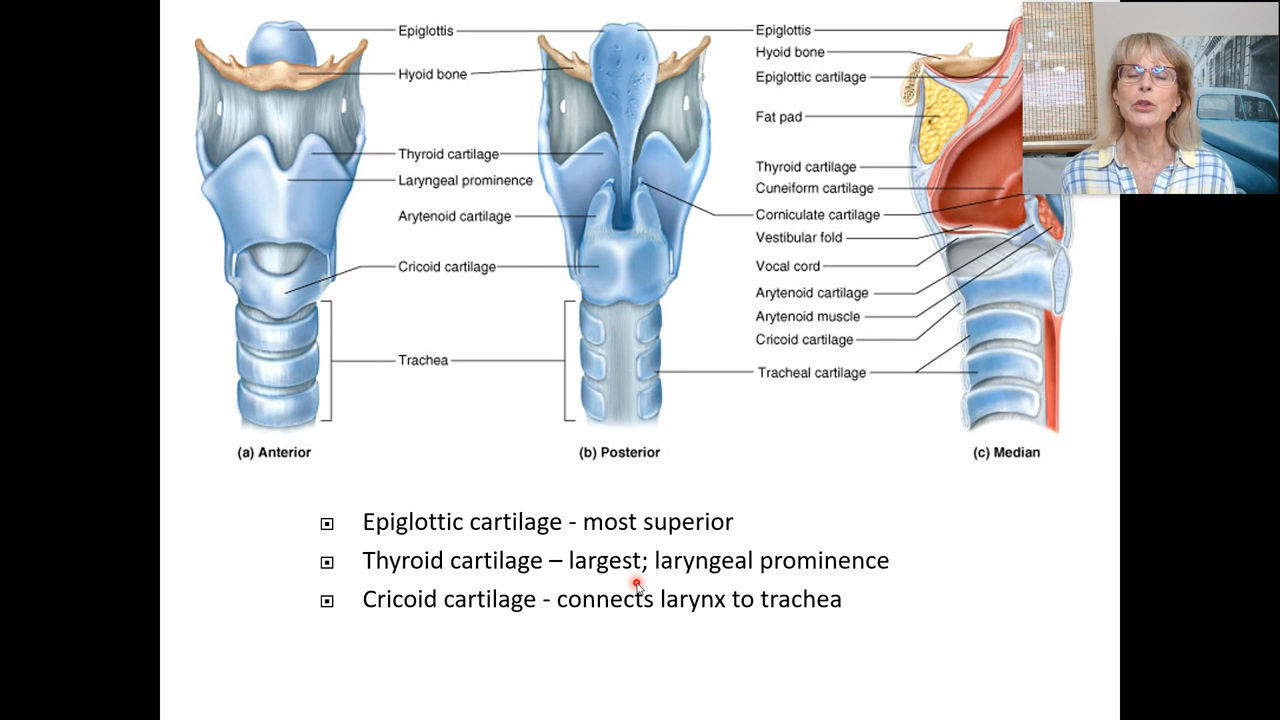 Epiglottis
Hyoid bone
Thyroid cartilage
Laryngeal prominence
Arytenoid cartilage
Cricoid cartilage
Trachea
Epiglottis
Hyoid bone
Epiglottic cartilage
Fat pad
Thyroid cartilage
Cuneiform cartilage
Corniculate cartilage
Vestibular fold
Vocal cord
Arytenoid cartilage
Arytenoid muscle
Cricoid cartilage
Tracheal cartilage
(a) Anterior
(b) Posterior
(c) Median
Epiglottic cartilage - most superior
Thyroid cartilage – largest; laryngeal prominence
Cricoid cartilage - connects larynx to trachea